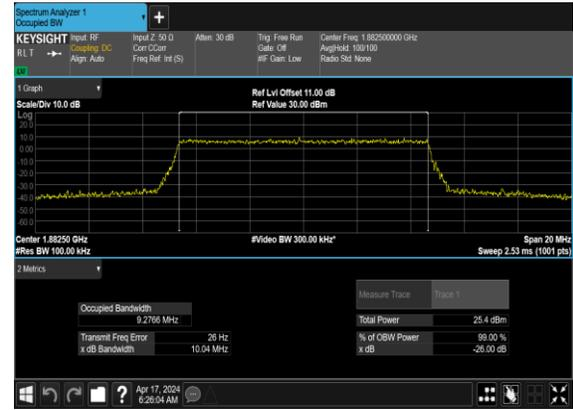 Spectrum Analyzer 1
Occupied BW
KEYSIGHT Input: RF Input Z: 50 Ω Atten: 30 dB Trig: Free Run Center Freq: 1.882500000 GHz
RLT Coupling: DC Corr CCorr Gate: Off Avg|Hold: 100/100
Align: Auto Freq Ref: Int (S) #IF Gain: Low Radio Std: None
1 Graph
Ref Lvl Offset 11.00 dB
Scale/Div 10.0 dB Ref Value 30.00 dBm
Log
20.0
10.0
0.00
-10.0
-20.0
-30.0
-40.0
-50.0
-60.0
Center 1.88250 GHz #Video BW 300.00 kHz* Span 20 MHz
#Res BW 100.00 kHz Sweep 2.53 ms (1001 pts)
2 Metrics
Measure Trace Trace 1
Occupied Bandwidth
9.2766 MHz Total Power 25.4 dBm
Transmit Freq Error 26 Hz % of OBW Power 99.00 %
x dB Bandwidth 10.04 MHz x dB -26.00 dB
Apr 17, 2024
6:26:04 AM